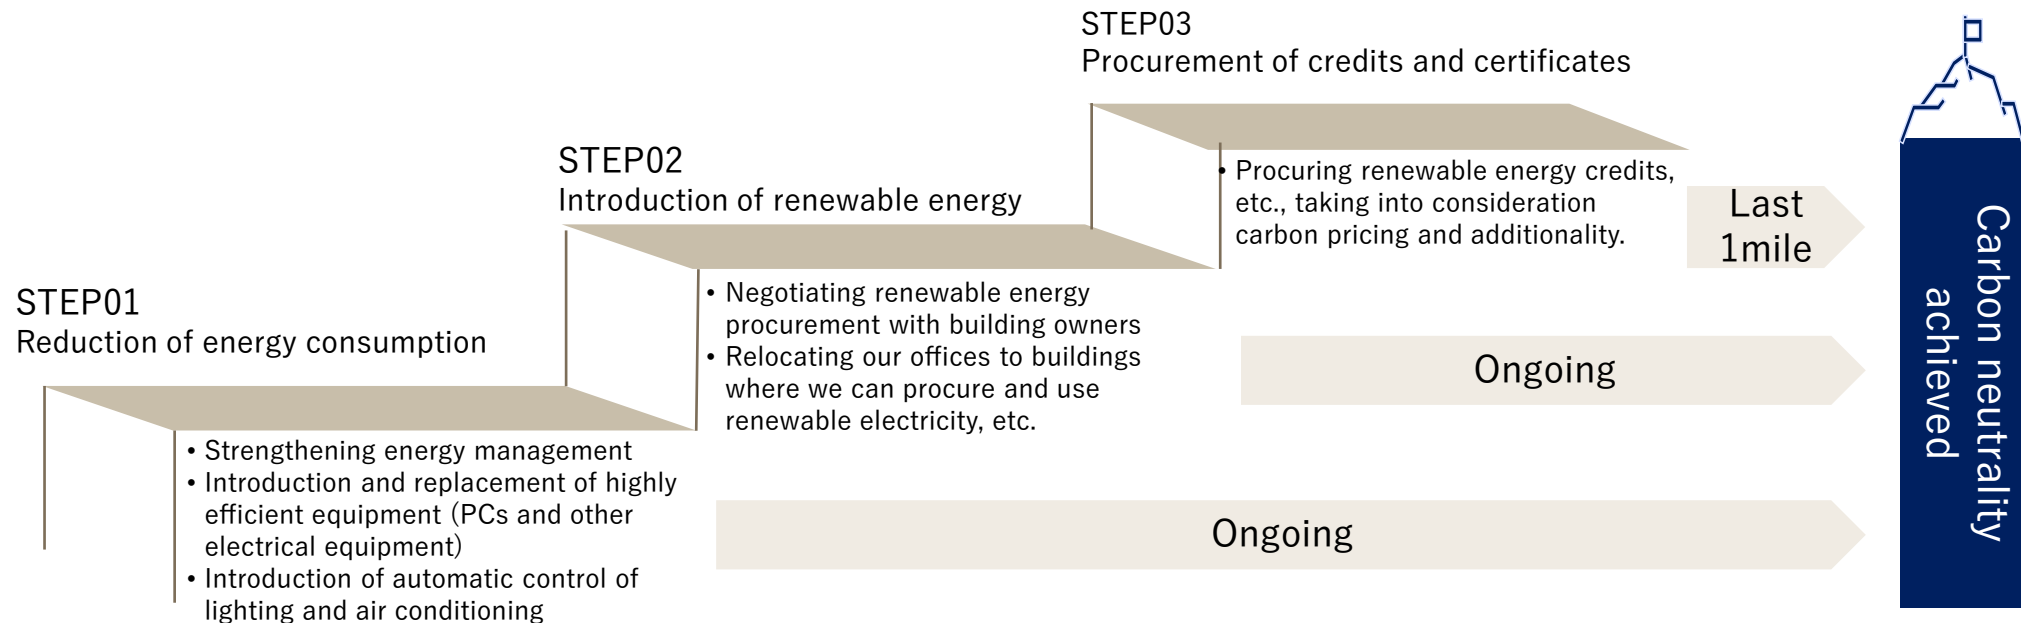 STEP01
Reduction of energy consumption
• Strengthening energy management
• Introduction and replacement of highly
efficient equipment (PCs and other
electrical equipment)
• Introduction of automatic control of
lighting and air conditioning
STEP02
Introduction of renewable energy
• Negotiating renewable energy
procurement with building owners
• Relocating our offices to buildings
where we can procure and use
renewable electricity, etc.
STEP03
Procurement of credits and certificates
• Procuring renewable energy credits,
etc., taking into consideration
carbon pricing and additionality.
Last
1mile
Ongoing
Ongoing
Carbon neutrality
achieved